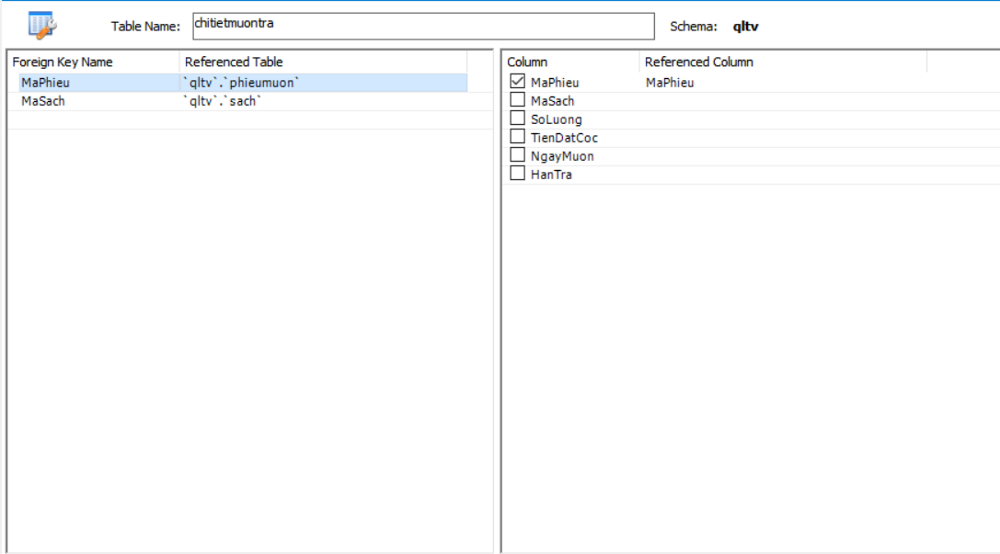 Table Name: chitietmuontra Schema: qltv
Foreign Key Name Referenced Table
MaPhieu `qltv`.`phieumuon`
MaSach `qltv`.`sach`
Column Referenced Column
MaPhieu MaPhieu
MaSach
SoLuong
TienDatCoc
NgayMuon
HanTra